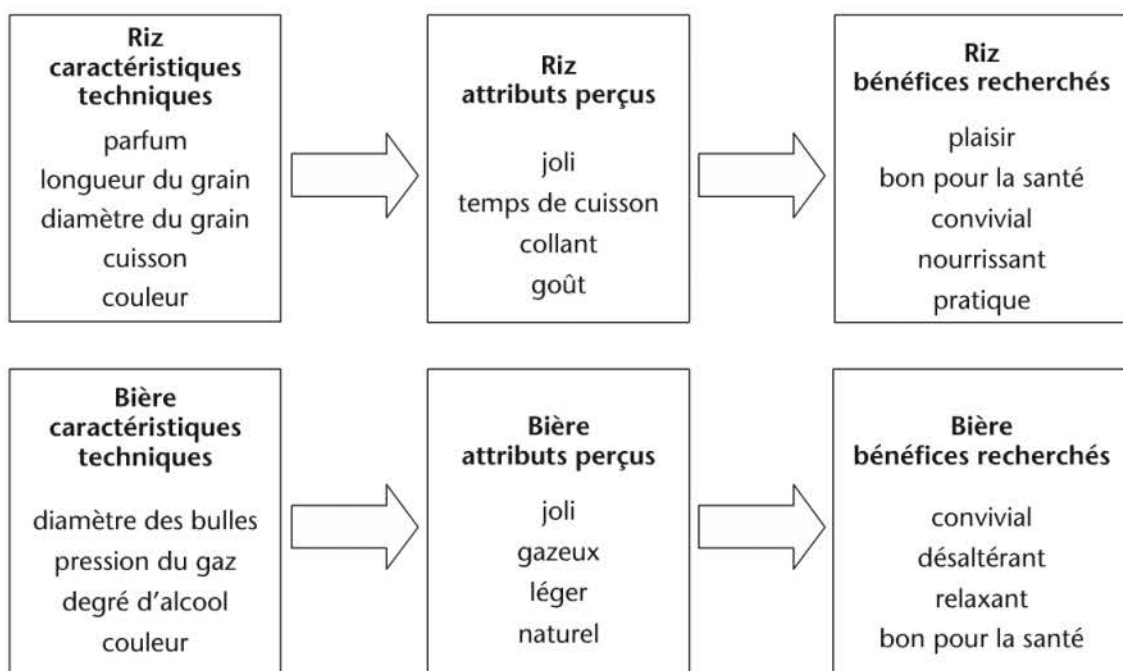 Riz
caractéristiques
techniques
parfum
longueur du grain
diamètre du grain
cuisson
couleur
Riz
attributs perçus
joli
temps de cuisson
collant
goût
Riz
bénéfices recherchés
plaisir
bon pour la santé
convivial
nourrissant
pratique
Bière
caractéristiques
techniques
diamètre des bulles
pression du gaz
degré d’alcool
couleur
Bière
attributs perçus
joli
gazeux
léger
naturel
Bière
bénéfices recherchés
convivial
désaltérant
relaxant
bon pour la santé